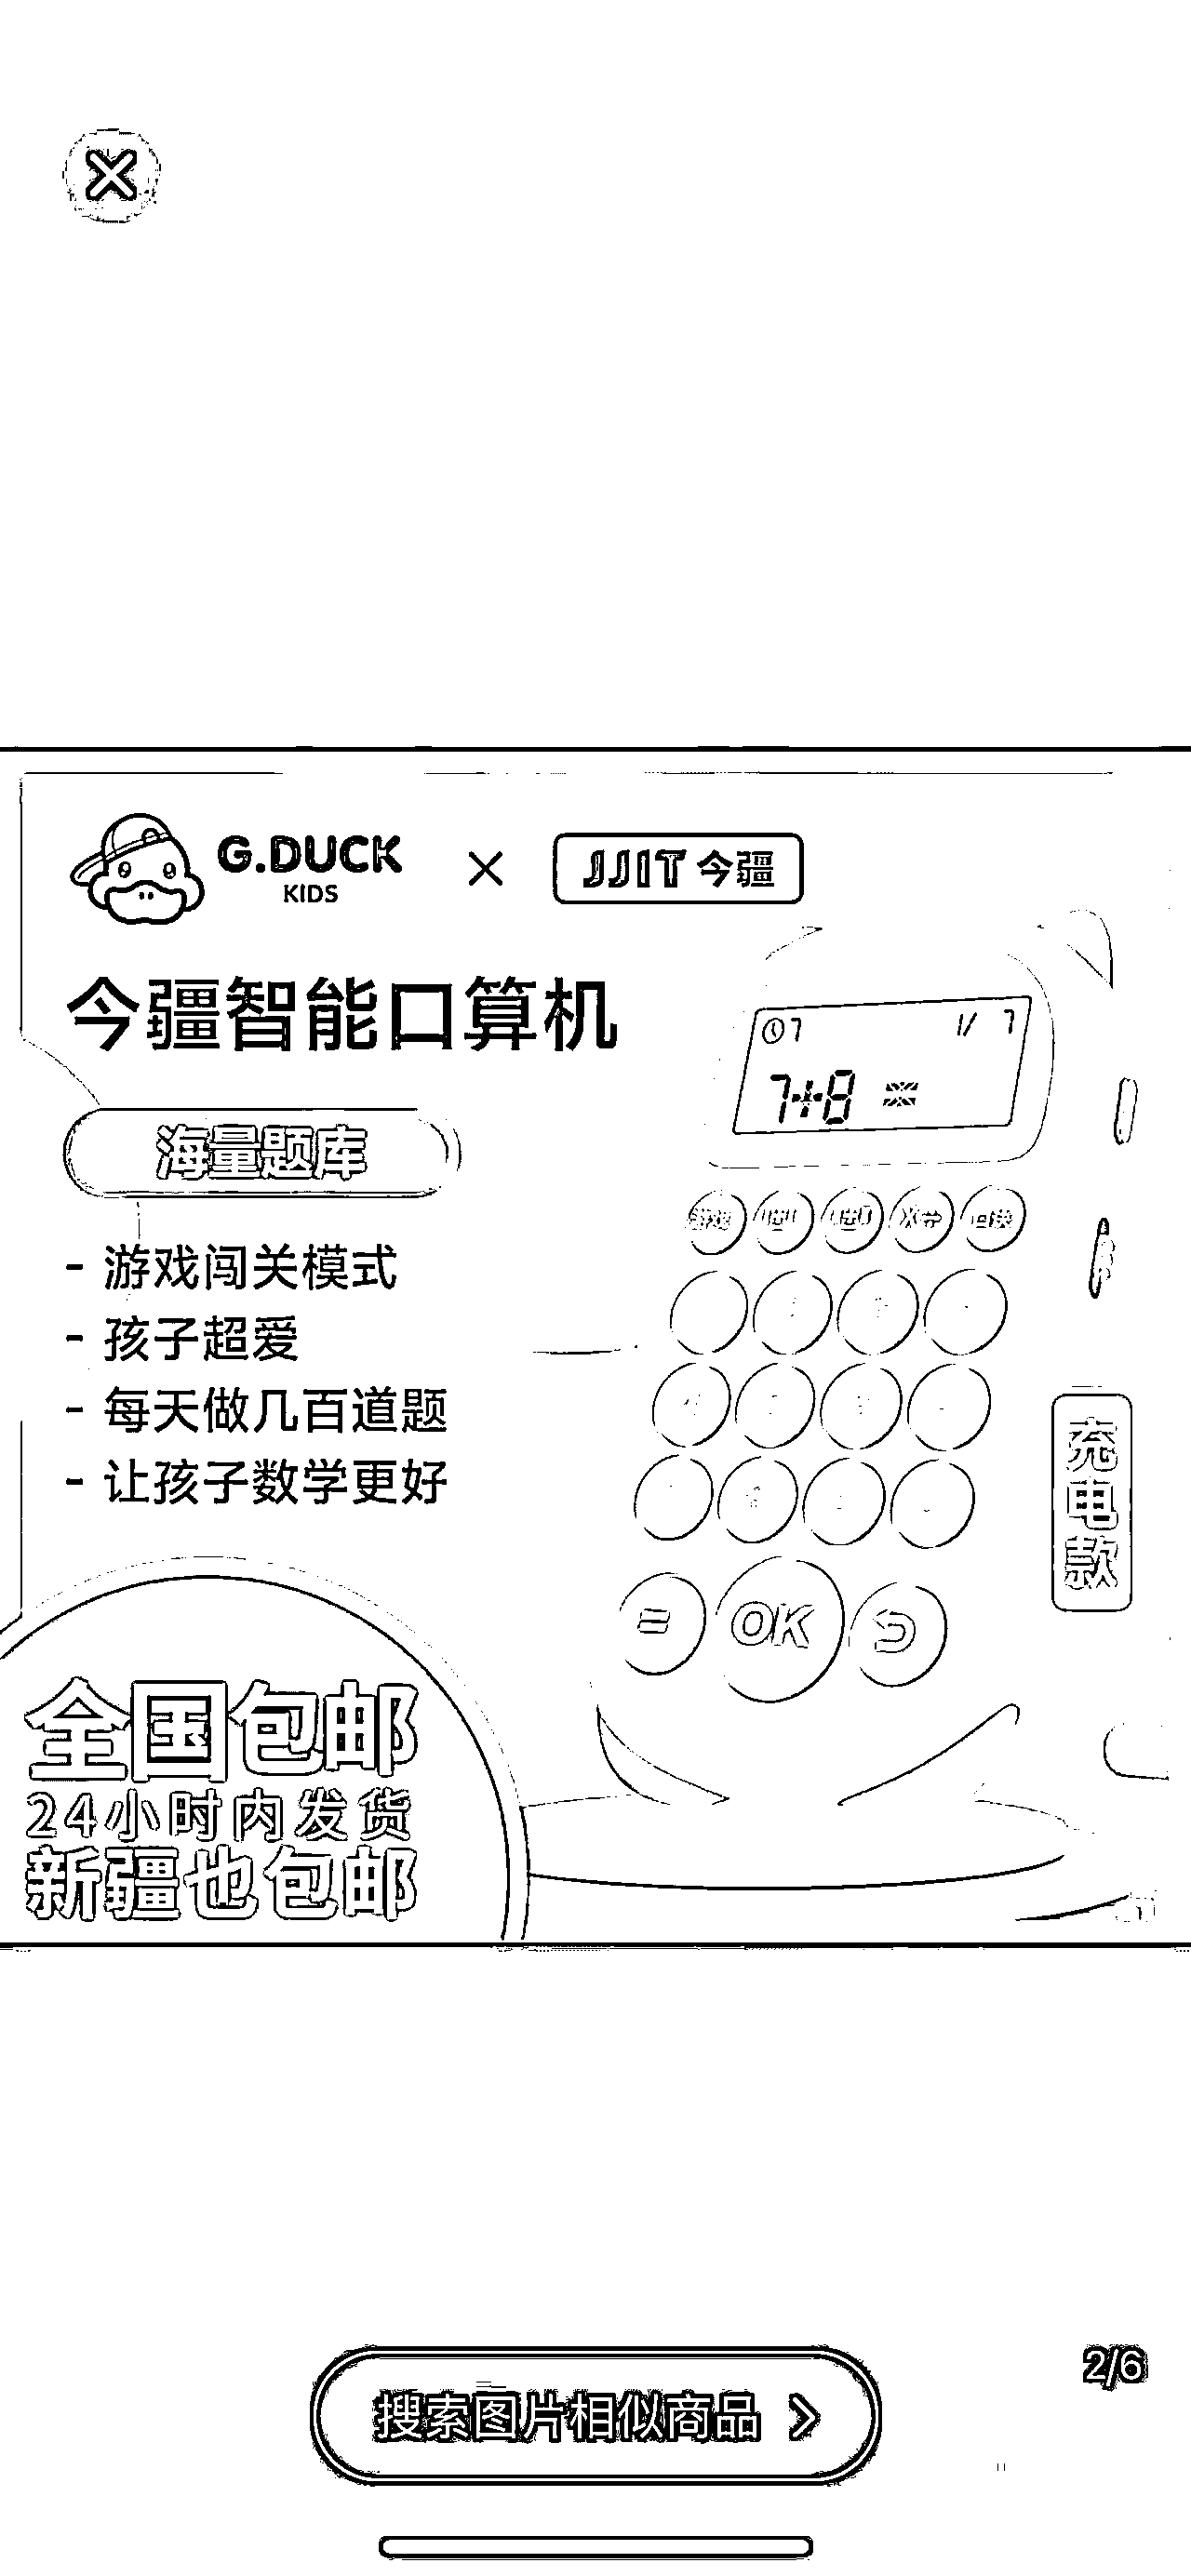 G.DUCK
KIDS
×
JJIT 今疆
今疆智能口算机
7
1/ 7
7+8 =
海量题库
- 游戏闯关模式
- 孩子超爱
- 每天做几百道题
- 让孩子数学更好
= OK
充电款
全国包邮
24小时内发货
新疆也包邮
2/6
搜索图片相似商品